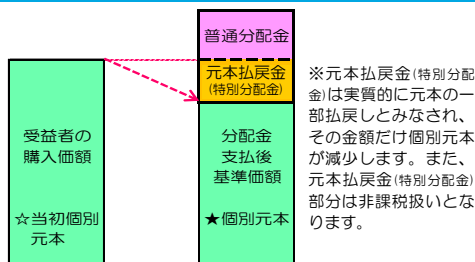 普通分配金
元本払戻金
(特別分配金)
受益者の
購入価額
☆当初個別
元本
分配金
支払後
基準価額
★個別元本
※元本払戻金(特別分配
金)は実質的に元本の一
部払戻しとみなされ、
その金額だけ個別元本
が減少します。また、
元本払戻金(特別分配金)
部分は非課税扱いとな
ります。